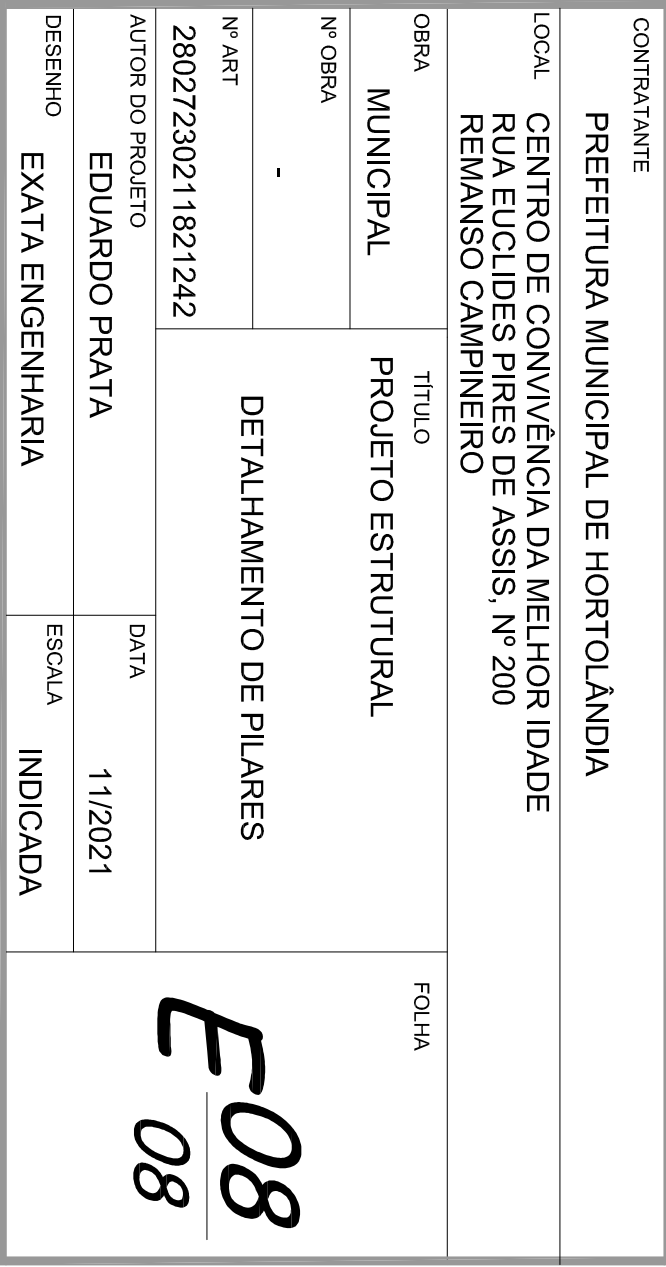 CONTRATANTE
PREFEITURA MUNICIPAL DE HORTOLÂNDIA
LOCAL
CENTRO DE CONVIVÊNCIA DA MELHOR IDADE
RUA EUCLIDES PIRES DE ASSIS, Nº 200
REMANSO CAMPINEIRO
OBRA
MUNICIPAL
Nº OBRA
-
Nº ART
28027230211821242
TÍTULO
PROJETO ESTRUTURAL
DETALHAMENTO DE PILARES
AUTOR DO PROJETO
EDUARDO PRATA
DATA
11/2021
DESENHO
EXATA ENGENHARIA
ESCALA
INDICADA
FOLHA
E 08
08